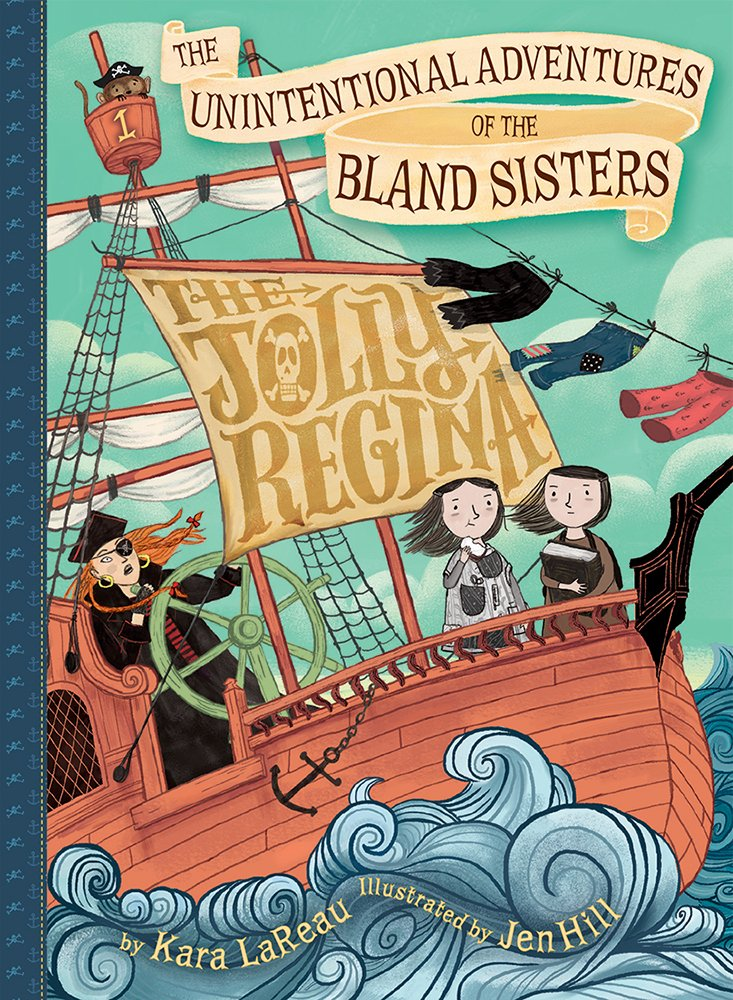 THE
UNINTENTIONAL ADVENTURES
OF THE
BLAND SISTERS
1
THE
JOLLY
REGINA
by Kara LaReau
Illustrated by Jen Hill